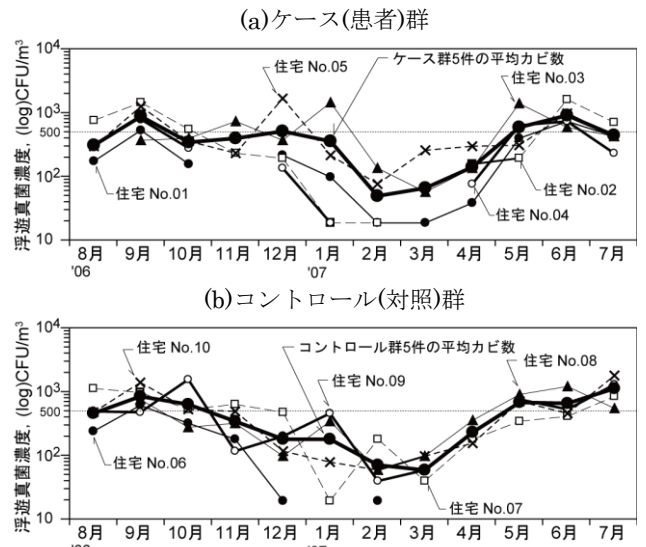 (a)ケース(患者)群
浮遊真菌濃度, (log)CFU/m³
10⁴
10³
500
10²
10
住宅 No.05
ケース群5件の平均カビ数
住宅 No.03
住宅 No.01
住宅 No.02
住宅 No.04
8月 9月 10月 11月 12月 1月 2月 3月 4月 5月 6月 7月
'06 '07
(b)コントロール(対照)群
浮遊真菌濃度, (log)CFU/m³
10⁴
10³
500
10²
10
住宅 No.10
コントロール群5件の平均カビ数
住宅 No.09
住宅 No.08
住宅 No.06
住宅 No.07
8月 9月 10月 11月 12月 1月 2月 3月 4月 5月 6月 7月